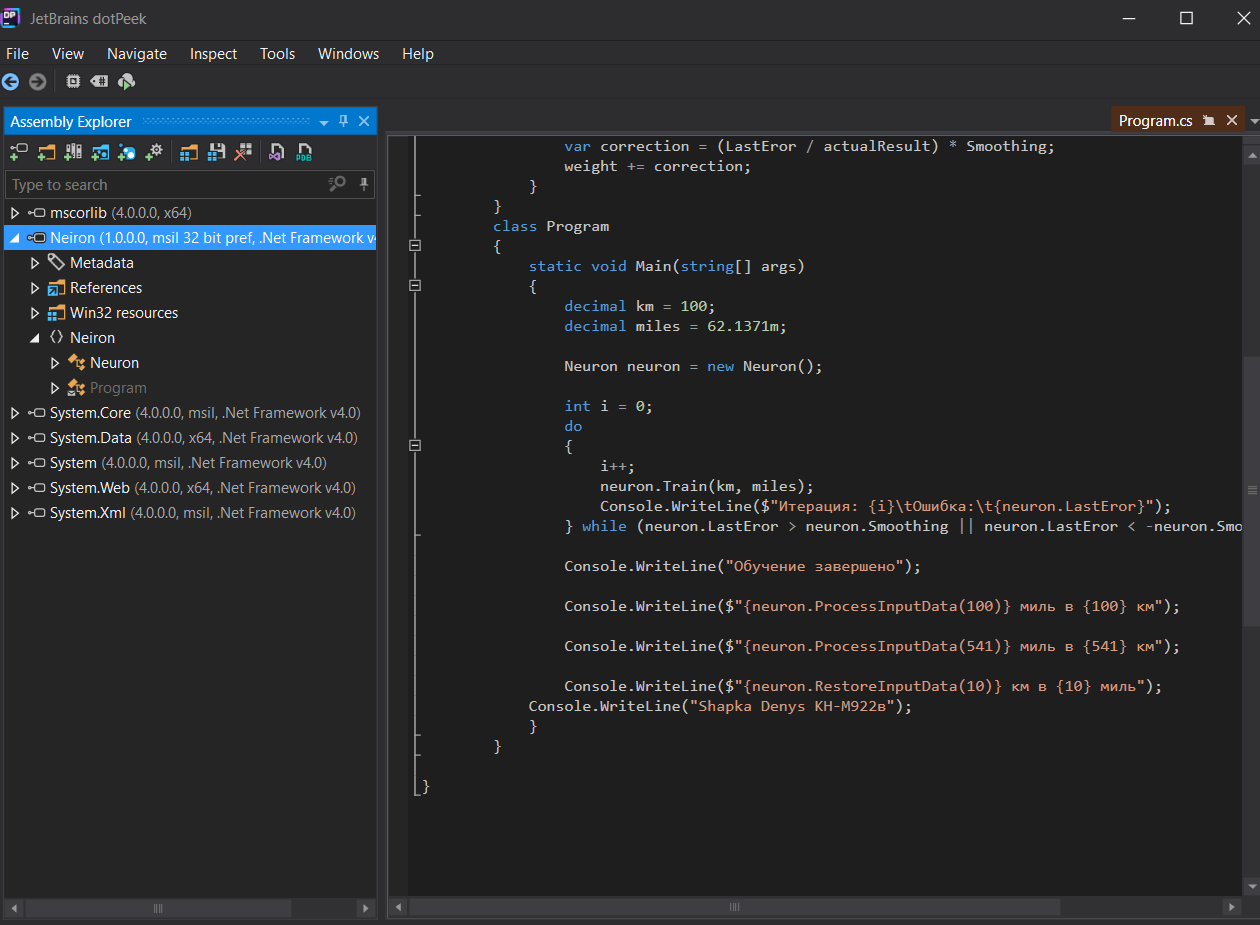 DP
JetBrains dotPeek
File View Navigate Inspect Tools Windows Help
Assembly Explorer
Program.cs
PDB
Type to search
mscorlib (4.0.0.0, x64)
Neiron (1.0.0.0, msil 32 bit pref, .Net Framework v
Metadata
References
Win32 resources
Neiron
Neuron
Program
System.Core (4.0.0.0, msil, .Net Framework v4.0)
System.Data (4.0.0.0, x64, .Net Framework v4.0)
System (4.0.0.0, msil, .Net Framework v4.0)
System.Web (4.0.0.0, x64, .Net Framework v4.0)
System.Xml (4.0.0.0, msil, .Net Framework v4.0)
var correction = (LastEror / actualResult) * Smoothing;
weight += correction;
}
}
class Program
{
static void Main(string[] args)
{
decimal km = 100;
decimal miles = 62.1371m;
Neuron neuron = new Neuron();
int i = 0;
do
{
i++;
neuron.Train(km, miles);
Console.WriteLine($"Итерация: {i}\tОшибка:\t{neuron.LastEror}");
} while (neuron.LastEror > neuron.Smoothing || neuron.LastEror < -neuron.Smo
Console.WriteLine("Обучение завершено");
Console.WriteLine($"{neuron.ProcessInputData(100)} миль в {100} км");
Console.WriteLine($"{neuron.ProcessInputData(541)} миль в {541} км");
Console.WriteLine($"{neuron.RestoreInputData(10)} км в {10} миль");
Console.WriteLine("Shapka Denys КН-М922в");
}
}
}